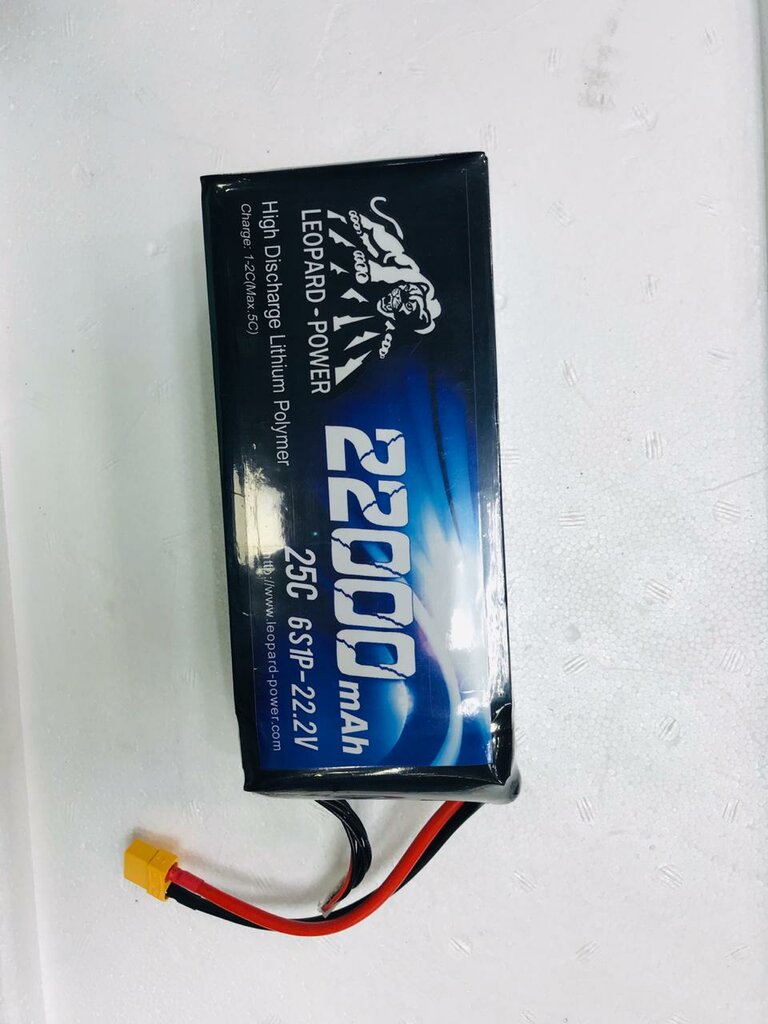 LEOPARD-POWER
22000mAh
25C 6S1P-22.2V
High Discharge Lithium Polymer
Charge: 1-2C(Max.5C)
http://www.leopard-power.com